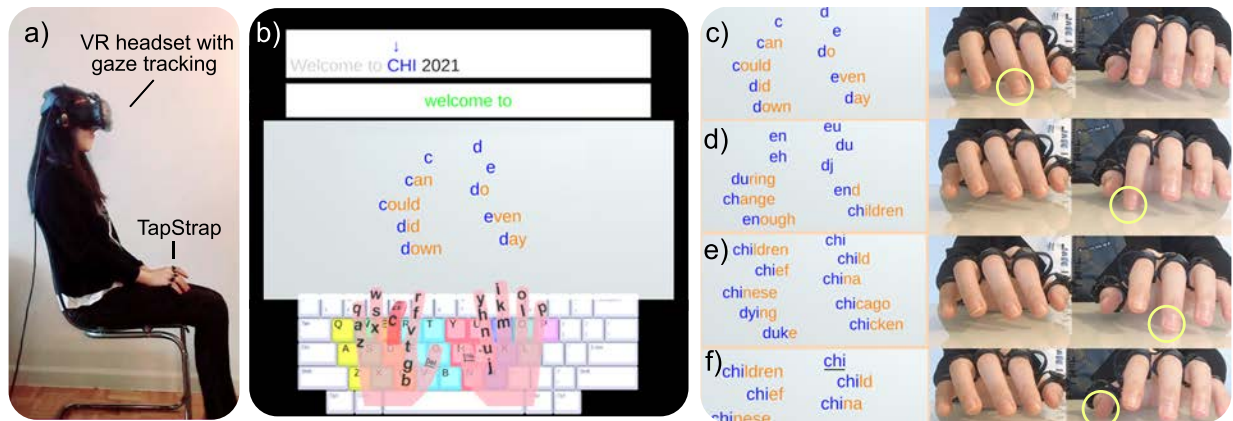 a)
VR headset with
gaze tracking
TapStrap
b)
↓
Welcome to CHI 2021
welcome to
d
c
e
can
do
could
even
did
day
down
w
r
y
i
o
q
s
f
h
k
l
p
a
x
c
v
n
m
z
t
u
g
j
b
Q
R
T
Y
A
Z
B
c)
d
c
e
can
do
could
even
did
day
down
d)
en
eu
eh
du
dj
during
end
change
children
enough
e)
children
chi
chief
child
china
chinese
chicago
dying
chicken
duke
f)
children
chi
chief
child
china
chinese